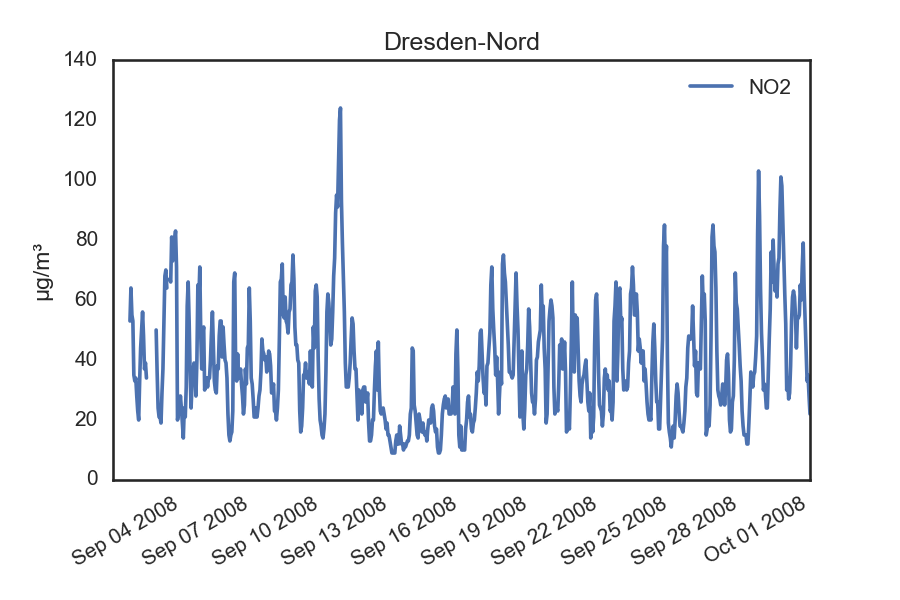 Dresden-Nord
NO2
µg/m³
140
120
100
80
60
40
20
0
Sep 04 2008
Sep 07 2008
Sep 10 2008
Sep 13 2008
Sep 16 2008
Sep 19 2008
Sep 22 2008
Sep 25 2008
Sep 28 2008
Oct 01 2008